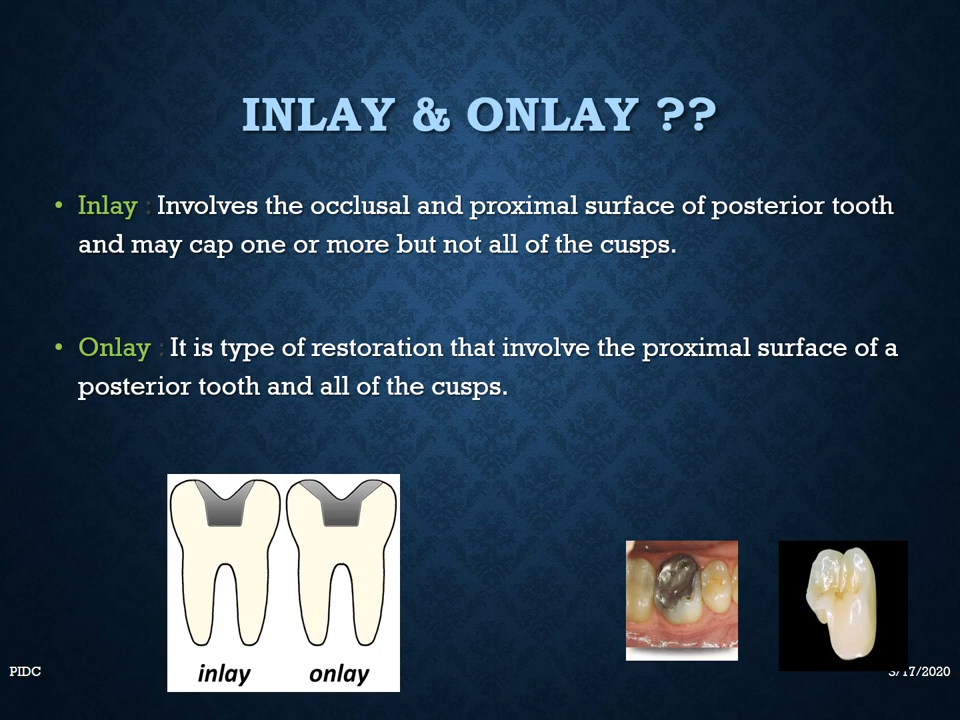 INLAY & ONLAY ??
• Inlay : Involves the occlusal and proximal surface of posterior tooth
and may cap one or more but not all of the cusps.
• Onlay : It is type of restoration that involve the proximal surface of a
posterior tooth and all of the cusps.
inlay onlay
PIDC
/17/2020